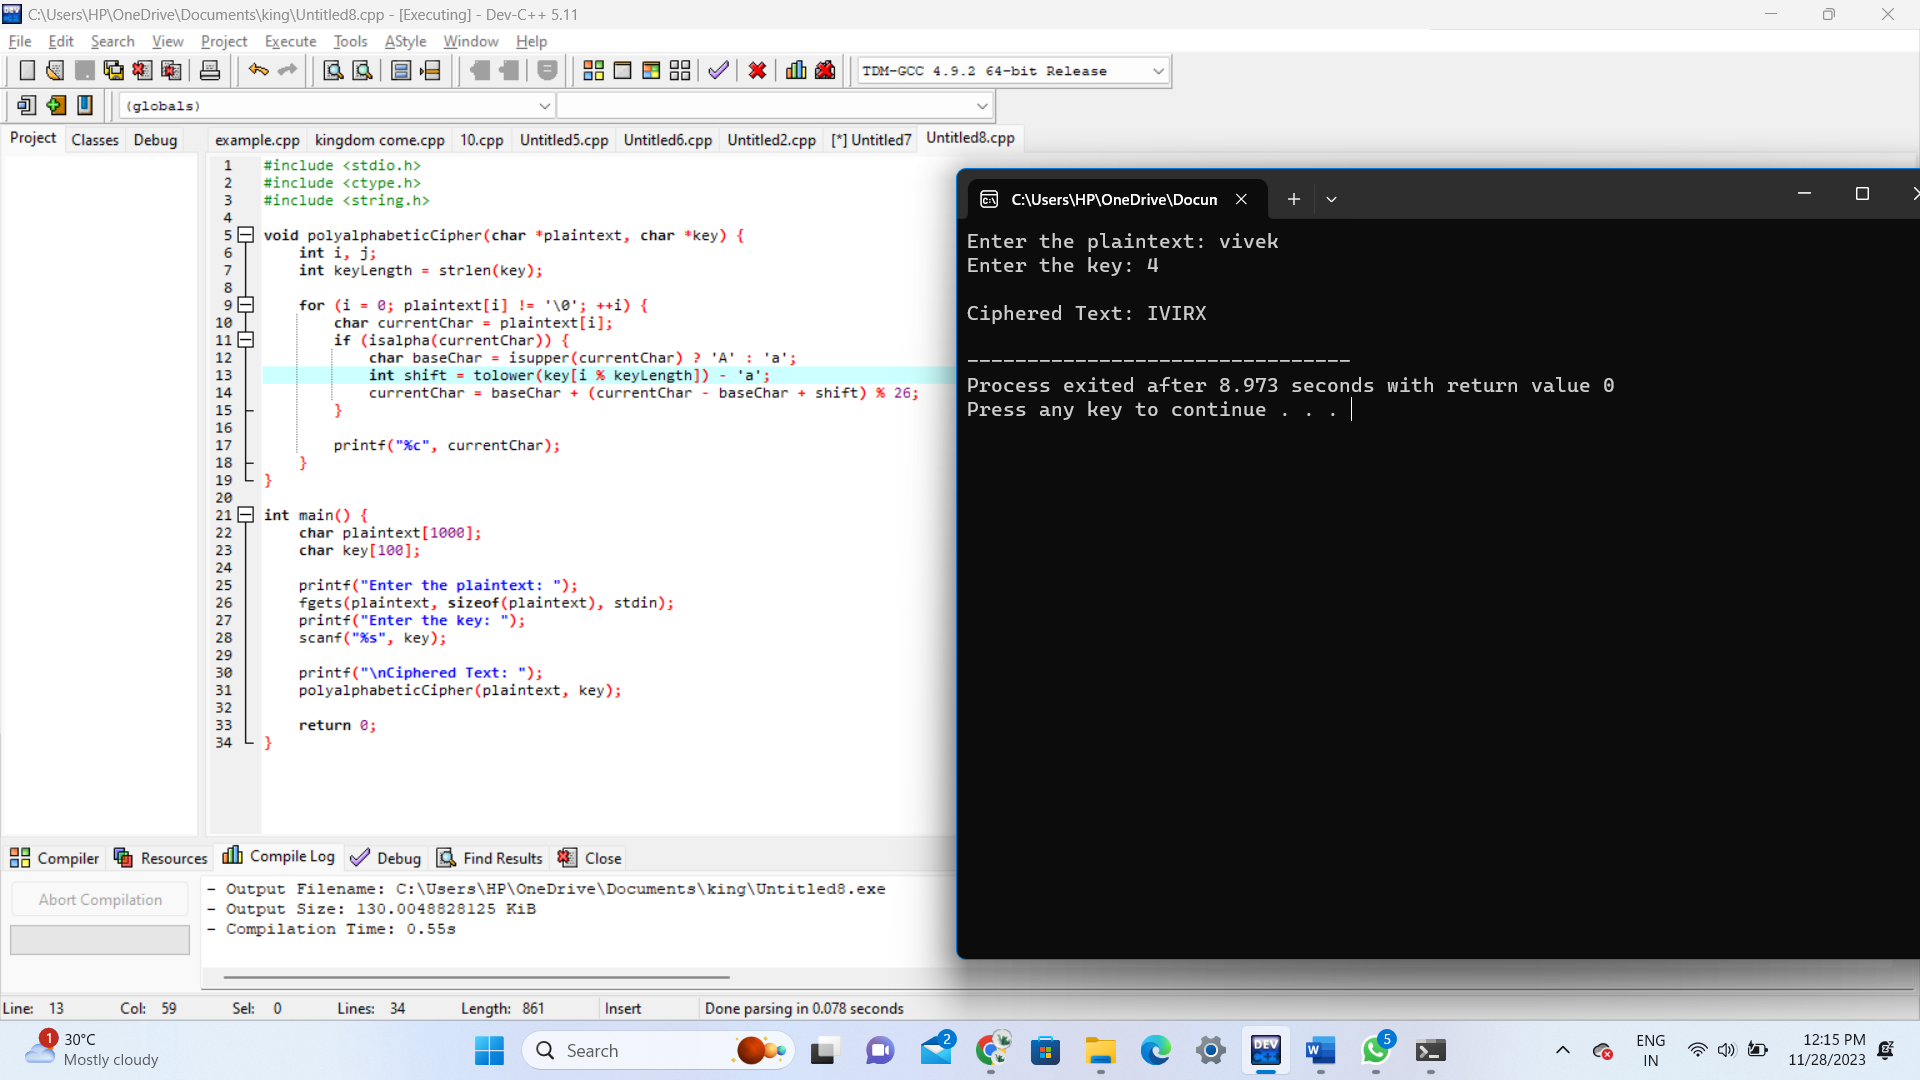 C:\Users\HP\OneDrive\Documents\king\Untitled8.cpp - [Executing] - Dev-C++ 5.11
File Edit Search View Project Execute Tools AStyle Window Help
TDM-GCC 4.9.2 64-bit Release
(globals)
Project Classes Debug
example.cpp kingdom come.cpp 10.cpp Untitled5.cpp Untitled6.cpp Untitled2.cpp [*] Untitled7 Untitled8.cpp
1 #include <stdio.h>
2 #include <ctype.h>
3 #include <string.h>
4
5 void polyalphabeticCipher(char *plaintext, char *key) {
6 int i, j;
7 int keyLength = strlen(key);
8
9 for (i = 0; plaintext[i] != '\0'; ++i) {
10 char currentChar = plaintext[i];
11 if (isalpha(currentChar)) {
12 char baseChar = isupper(currentChar) ? 'A' : 'a';
13 int shift = tolower(key[i % keyLength]) - 'a';
14 currentChar = baseChar + (currentChar - baseChar + shift) % 26;
15 }
16
17 printf("%c", currentChar);
18 }
19 }
20
21 int main() {
22 char plaintext[1000];
23 char key[100];
24
25 printf("Enter the plaintext: ");
26 fgets(plaintext, sizeof(plaintext), stdin);
27 printf("Enter the key: ");
28 scanf("%s", key);
29
30 printf("\nCiphered Text: ");
31 polyalphabeticCipher(plaintext, key);
32
33 return 0;
34 }
C:\Users\HP\OneDrive\Docun
Enter the plaintext: vivek
Enter the key: 4
Ciphered Text: IVIRX
--------------------------------
Process exited after 8.973 seconds with return value 0
Press any key to continue . . .
Compiler Resources Compile Log Debug Find Results Close
Abort Compilation
- Output Filename: C:\Users\HP\OneDrive\Documents\king\Untitled8.exe
- Output Size: 130.0048828125 KiB
- Compilation Time: 0.55s
Line: 13 Col: 59 Sel: 0 Lines: 34 Length: 861 Insert Done parsing in 0.078 seconds
1
30°C
Mostly cloudy
Search
2
DEV
C++
W
5
ENG
IN
12:15 PM
11/28/2023